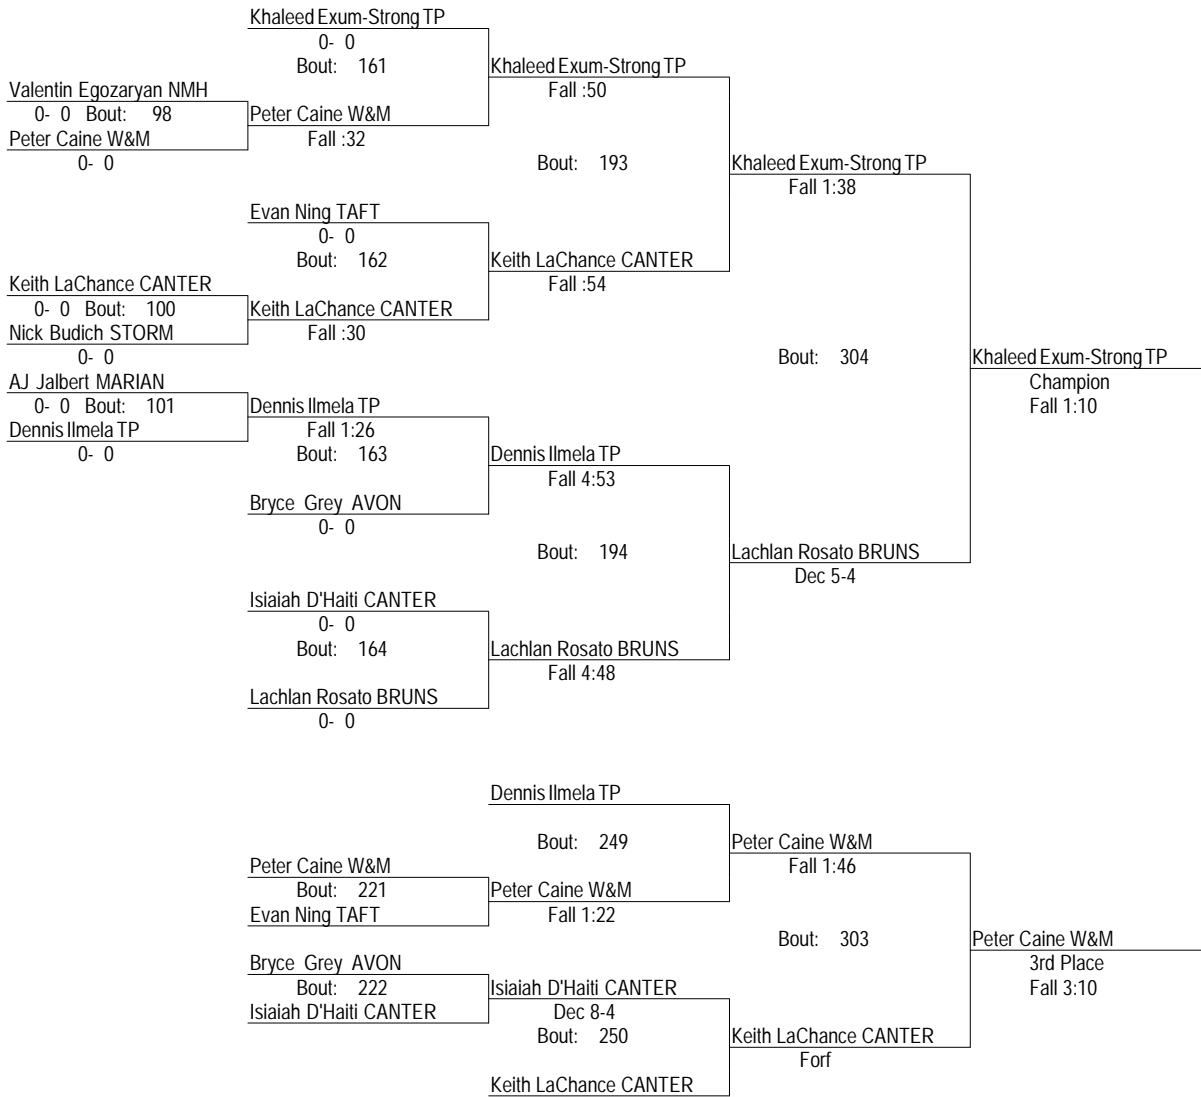 Khaleed Exum-Strong TP
0- 0
Bout: 161
Khaleed Exum-Strong TP
Fall :50
Valentin Egozaryan NMH
0- 0 Bout: 98
Peter Caine W&M
Peter Caine W&M
Fall :32
0- 0
Bout: 193
Khaleed Exum-Strong TP
Fall 1:38
Evan Ning TAFT
0- 0
Bout: 162
Keith LaChance CANTER
Fall :54
Keith LaChance CANTER
0- 0 Bout: 100
Keith LaChance CANTER
Nick Budich STORM
Fall :30
0- 0
Bout: 304
Khaleed Exum-Strong TP
Champion
Fall 1:10
AJ Jalbert MARIAN
0- 0 Bout: 101
Dennis Ilmela TP
Dennis Ilmela TP
Fall 1:26
0- 0
Bout: 163
Dennis Ilmela TP
Fall 4:53
Bryce Grey AVON
0- 0
Bout: 194
Lachlan Rosato BRUNS
Dec 5-4
Isiaiah D'Haiti CANTER
0- 0
Bout: 164
Lachlan Rosato BRUNS
Fall 4:48
Lachlan Rosato BRUNS
0- 0
Dennis Ilmela TP
Bout: 249
Peter Caine W&M
Fall 1:46
Peter Caine W&M
Bout: 221
Peter Caine W&M
Evan Ning TAFT
Fall 1:22
Bout: 303
Peter Caine W&M
3rd Place
Fall 3:10
Bryce Grey AVON
Bout: 222
Isiaiah D'Haiti CANTER
Isiaiah D'Haiti CANTER
Dec 8-4
Bout: 250
Keith LaChance CANTER
Forf
Keith LaChance CANTER